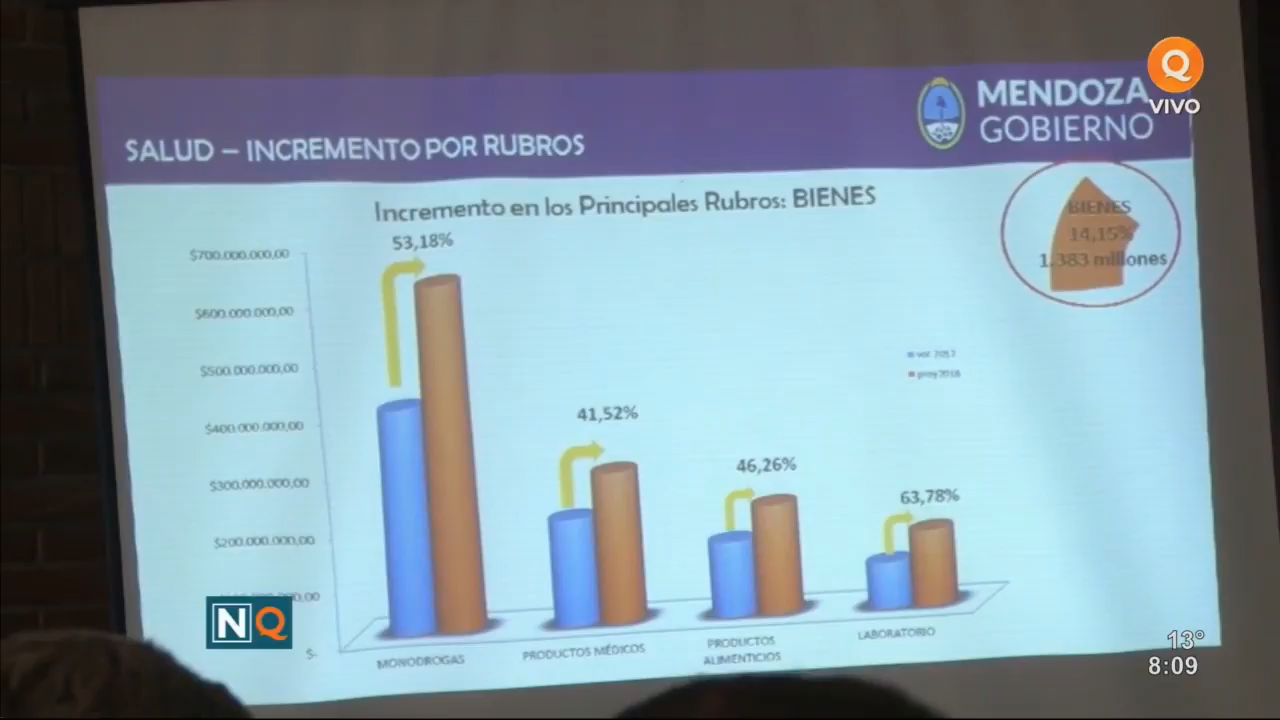 Q
VIVO
MENDOZA
GOBIERNO
SALUD – INCREMENTO POR RUBROS
Incremento en los Principales Rubros: BIENES
BIENES
14,15%
1.383 millones
53,18%
$700.000.000,00
$600.000.000,00
$500.000.000,00
$400.000.000,00
$300.000.000,00
$200.000.000,00
$-
41,52%
46,26%
63,78%
MONODROGAS
PRODUCTOS MÉDICOS
PRODUCTOS
ALIMENTICIOS
LABORATORIO
NQ
13°
8:09